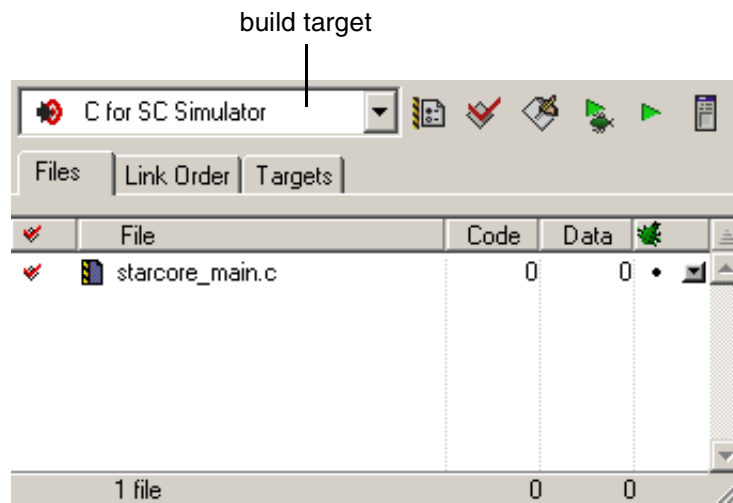 build target
C for SC Simulator
Files Link Order Targets
File Code Data
starcore_main.c 0 0
1 file 0 0